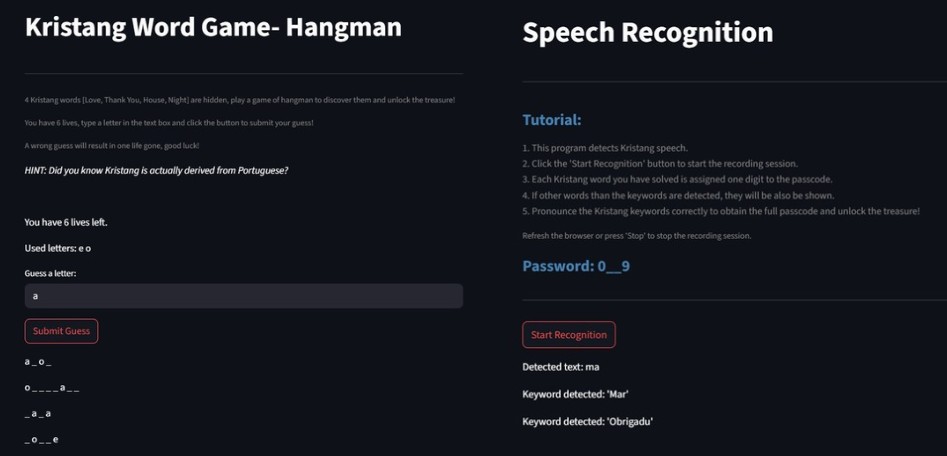 Kristang Word Game- Hangman
4 Kristang words [Love, Thank You, House, Night] are hidden, play a game of hangman to discover them and unlock the treasure!
You have 6 lives, type a letter in the text box and click the button to submit your guess!
A wrong guess will result in one life gone, good luck!
HINT: Did you know Kristang is actually derived from Portuguese?
You have 6 lives left.
Used letters: e o
Guess a letter:
a
Submit Guess
a _ o _
o _ _ _ _ a _ _
_ a _ a
_ o _ _ e
Speech Recognition
Tutorial:
1. This program detects Kristang speech.
2. Click the 'Start Recognition' button to start the recording session.
3. Each Kristang word you have solved is assigned one digit to the passcode.
4. If other words than the keywords are detected, they will be also be shown.
5. Pronounce the Kristang keywords correctly to obtain the full passcode and unlock the treasure!
Refresh the browser or press 'Stop' to stop the recording session.
Password: 0__9
Start Recognition
Detected text: ma
Keyword detected: 'Mar'
Keyword detected: 'Obrigadu'